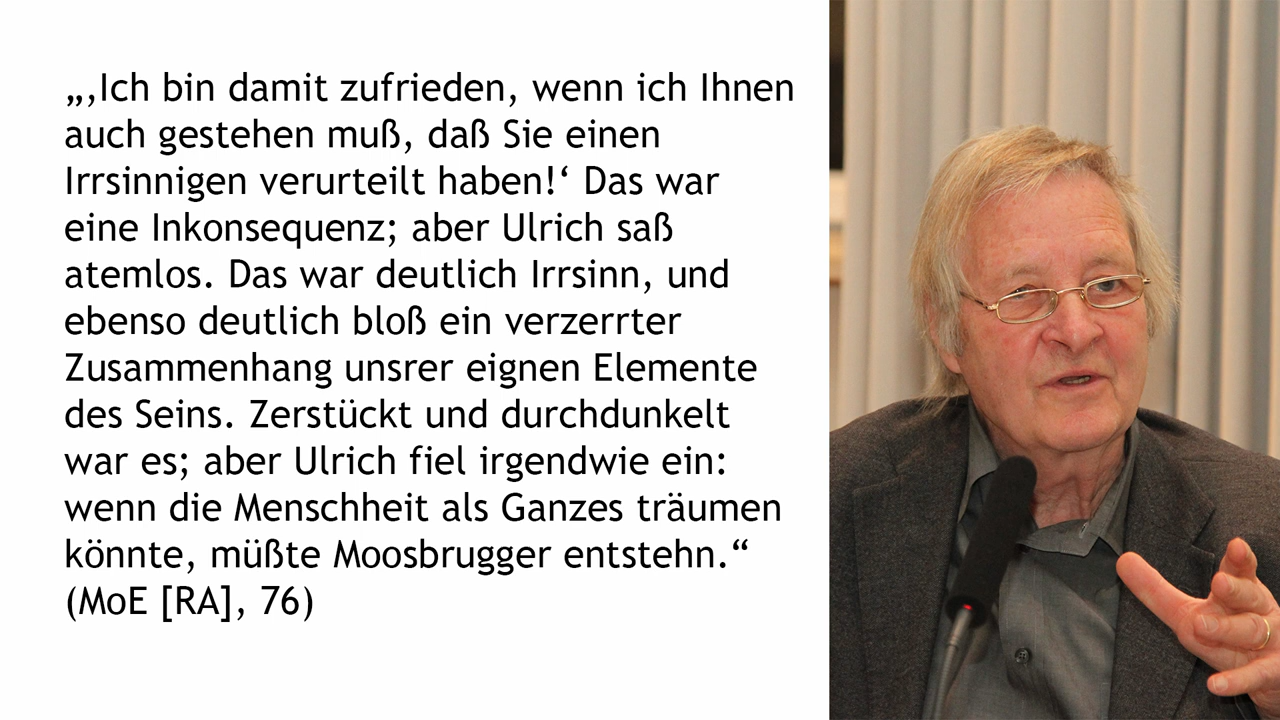 „‚Ich bin damit zufrieden, wenn ich Ihnen
auch gestehen muß, daß Sie einen
Irrsinnigen verurteilt haben!‘ Das war
eine Inkonsequenz; aber Ulrich saß
atemlos. Das war deutlich Irrsinn, und
ebenso deutlich bloß ein verzerrter
Zusammenhang unsrer eignen Elemente
des Seins. Zerstückt und durchdunkelt
war es; aber Ulrich fiel irgendwie ein:
wenn die Menschheit als Ganzes träumen
könnte, müßte Moosbrugger entstehn.“
(MoE [RA], 76)